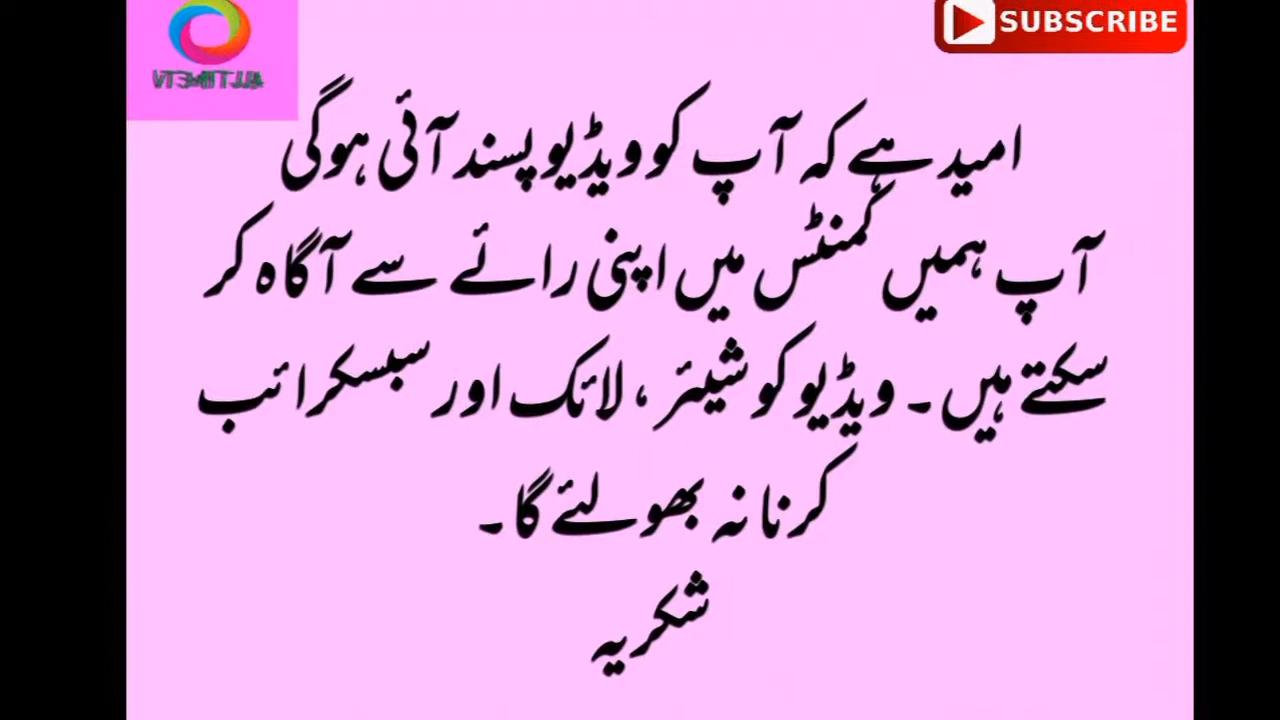 SUBSCRIBE
امید ہے کہ آپ کو ویڈیو پسند آئی ہوگی
آپ ہمیں کمنٹس میں اپنی رائے سے آگاہ کر
سکتے ہیں۔ ویڈیو کو شیئر، لائک اور سبسکرائب
کرنا نہ بھولئے گا۔
شکریہ